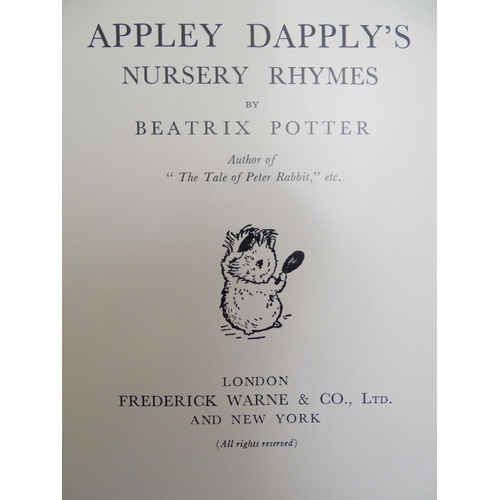 APPLEY DAPPLY'S
NURSERY RHYMES
BY
BEATRIX POTTER
Author of
“ The Tale of Peter Rabbit,” etc.
LONDON
FREDERICK WARNE & CO., LTD.
AND NEW YORK
(All rights reserved)